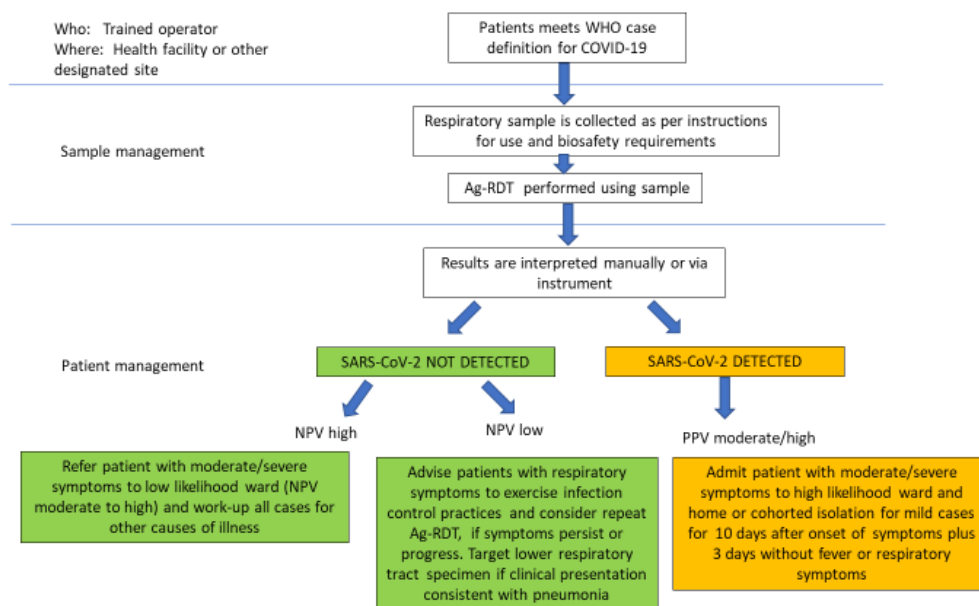 Who: Trained operator
Where: Health facility or other
designated site
Patients meets WHO case
definition for COVID-19
Sample management
Respiratory sample is collected as per instructions
for use and biosafety requirements
Ag-RDT performed using sample
Results are interpreted manually or via
instrument
Patient management
SARS-CoV-2 NOT DETECTED
SARS-CoV-2 DETECTED
NPV high
NPV low
PPV moderate/high
Refer patient with moderate/severe
symptoms to low likelihood ward (NPV
moderate to high) and work-up all cases for
other causes of illness
Advise patients with respiratory
symptoms to exercise infection
control practices and consider repeat
Ag-RDT, if symptoms persist or
progress. Target lower respiratory
tract specimen if clinical presentation
consistent with pneumonia
Admit patient with moderate/severe
symptoms to high likelihood ward and
home or cohorted isolation for mild cases
for 10 days after onset of symptoms plus
3 days without fever or respiratory
symptoms